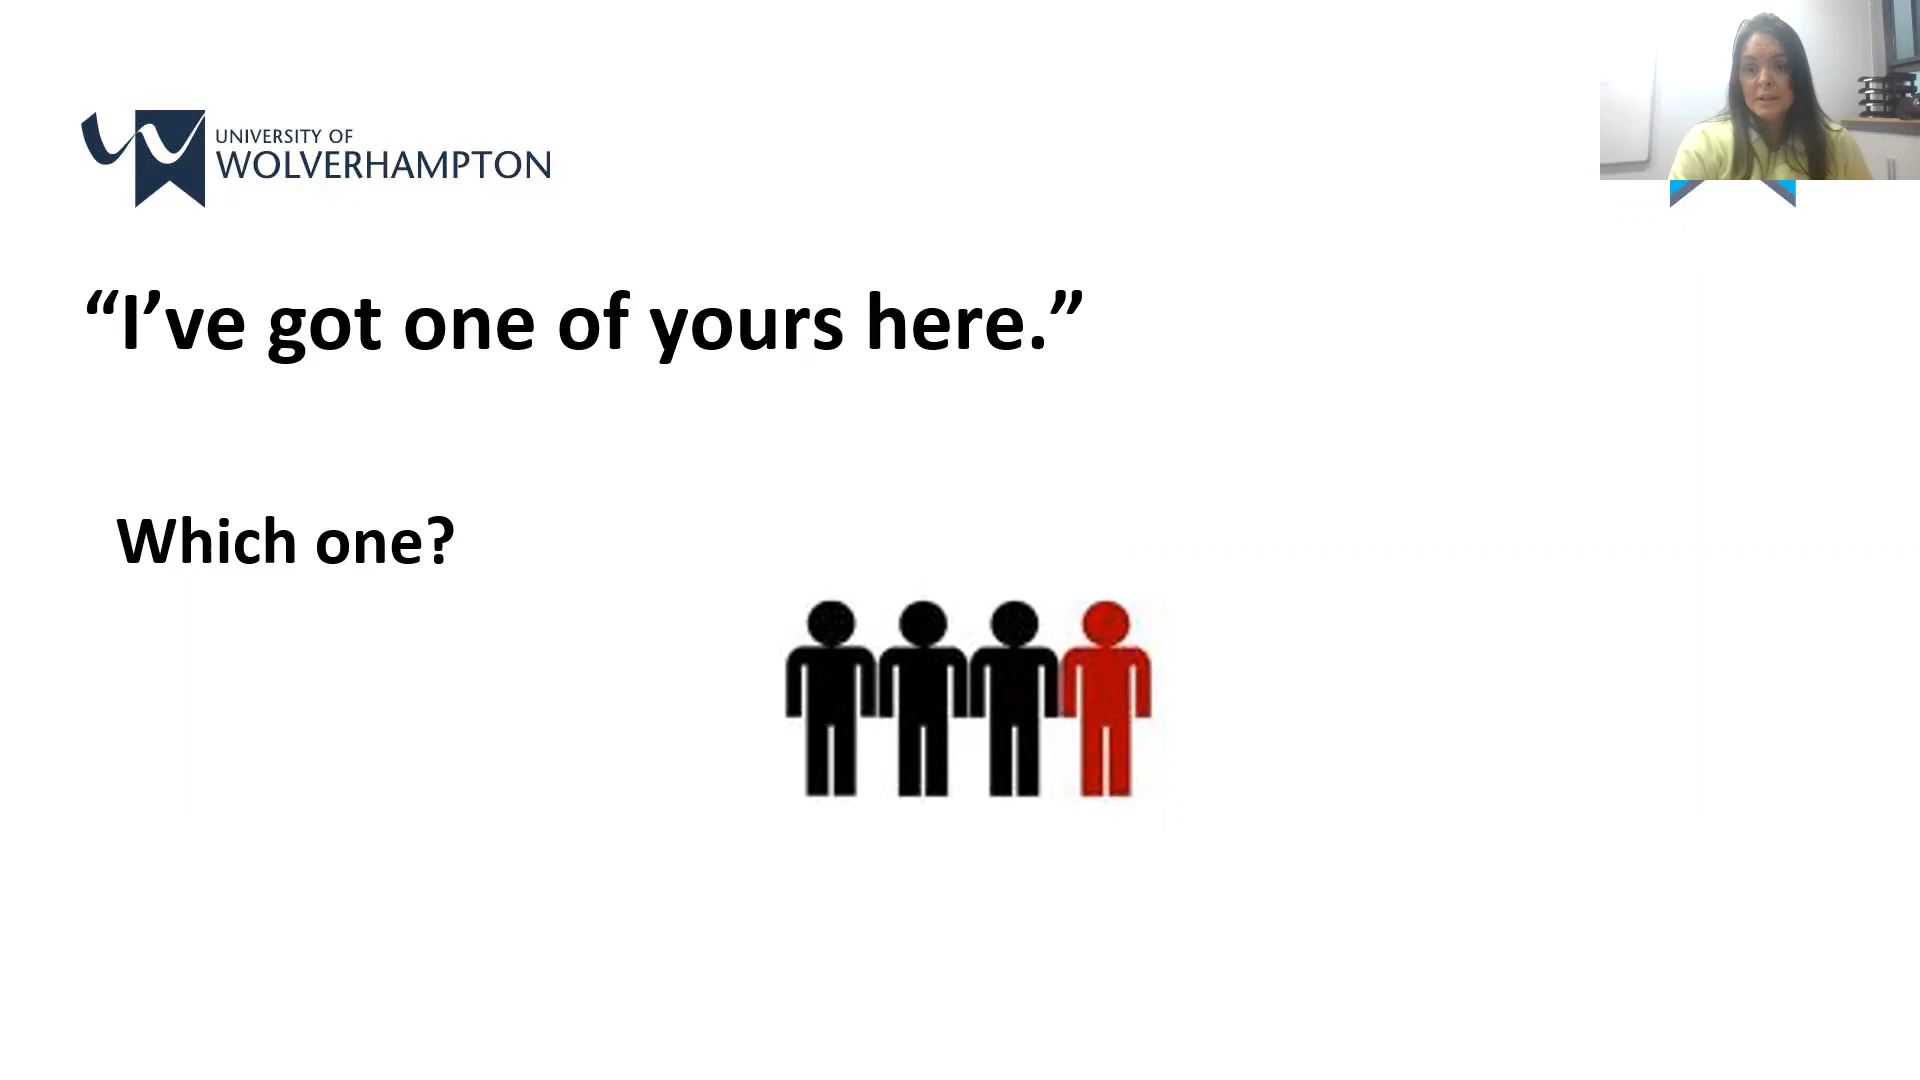 UNIVERSITY OF
WOLVERHAMPTON
“I’ve got one of yours here.”
Which one?